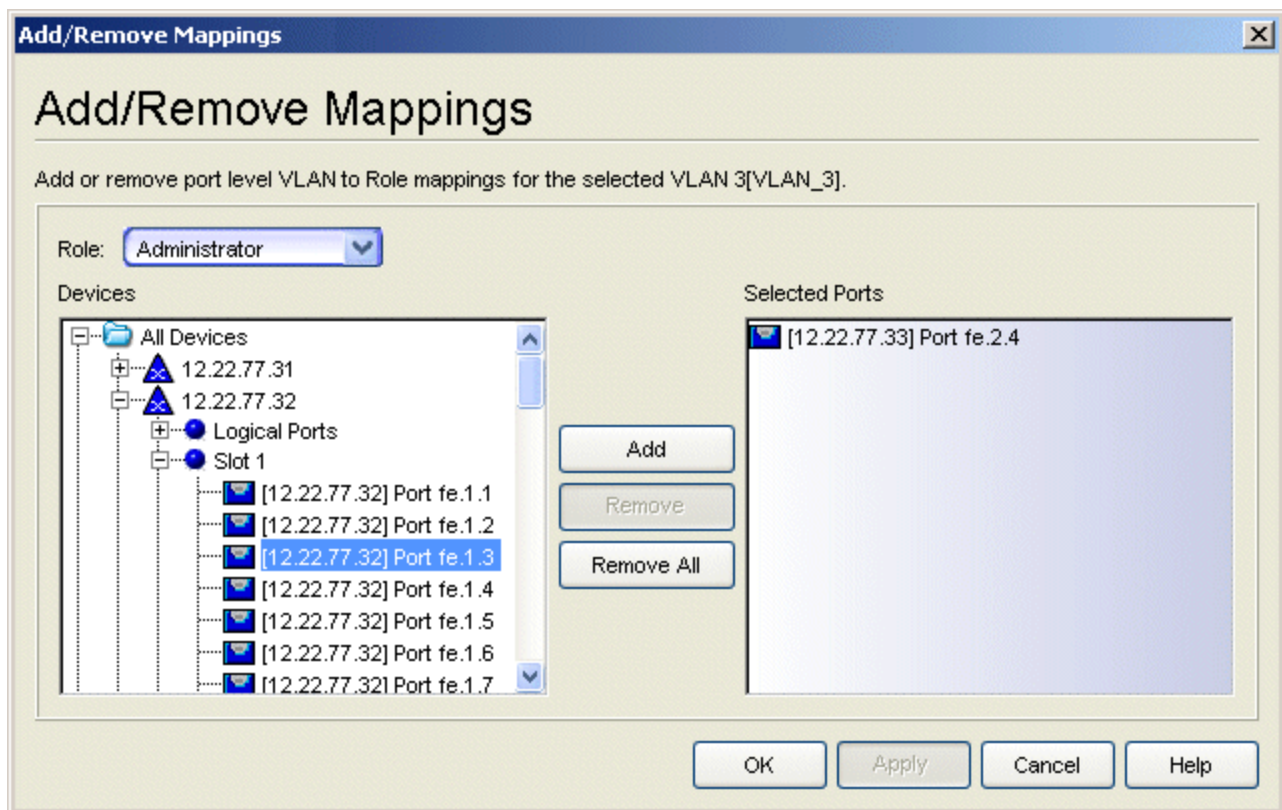 Add/Remove Mappings
Add/Remove Mappings
Add or remove port level VLAN to Role mappings for the selected VLAN 3[VLAN_3].
Role: Administrator
Devices
All Devices
12.22.77.31
12.22.77.32
Logical Ports
Slot 1
[12.22.77.32] Port fe.1.1
[12.22.77.32] Port fe.1.2
[12.22.77.32] Port fe.1.3
[12.22.77.32] Port fe.1.4
[12.22.77.32] Port fe.1.5
[12.22.77.32] Port fe.1.6
[12.22.77.32] Port fe.1.7
Add
Remove
Remove All
Selected Ports
[12.22.77.33] Port fe.2.4
OK
Apply
Cancel
Help